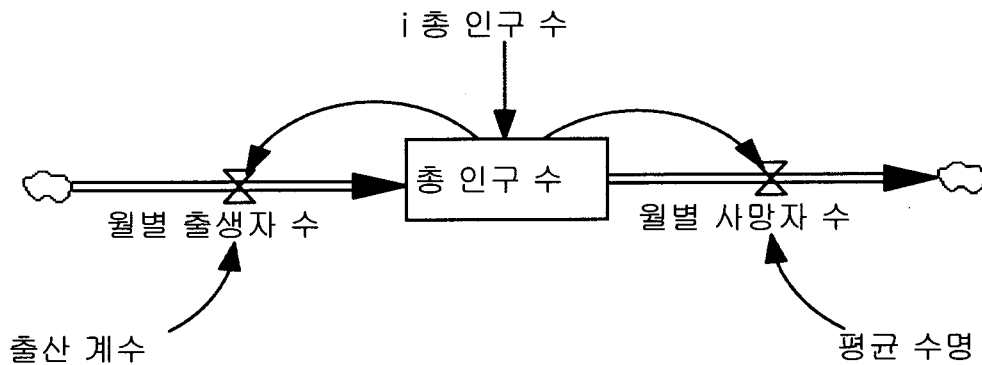 i 총 인구 수
총 인구 수
월별 출생자 수
월별 사망자 수
출산 계수
평균 수명